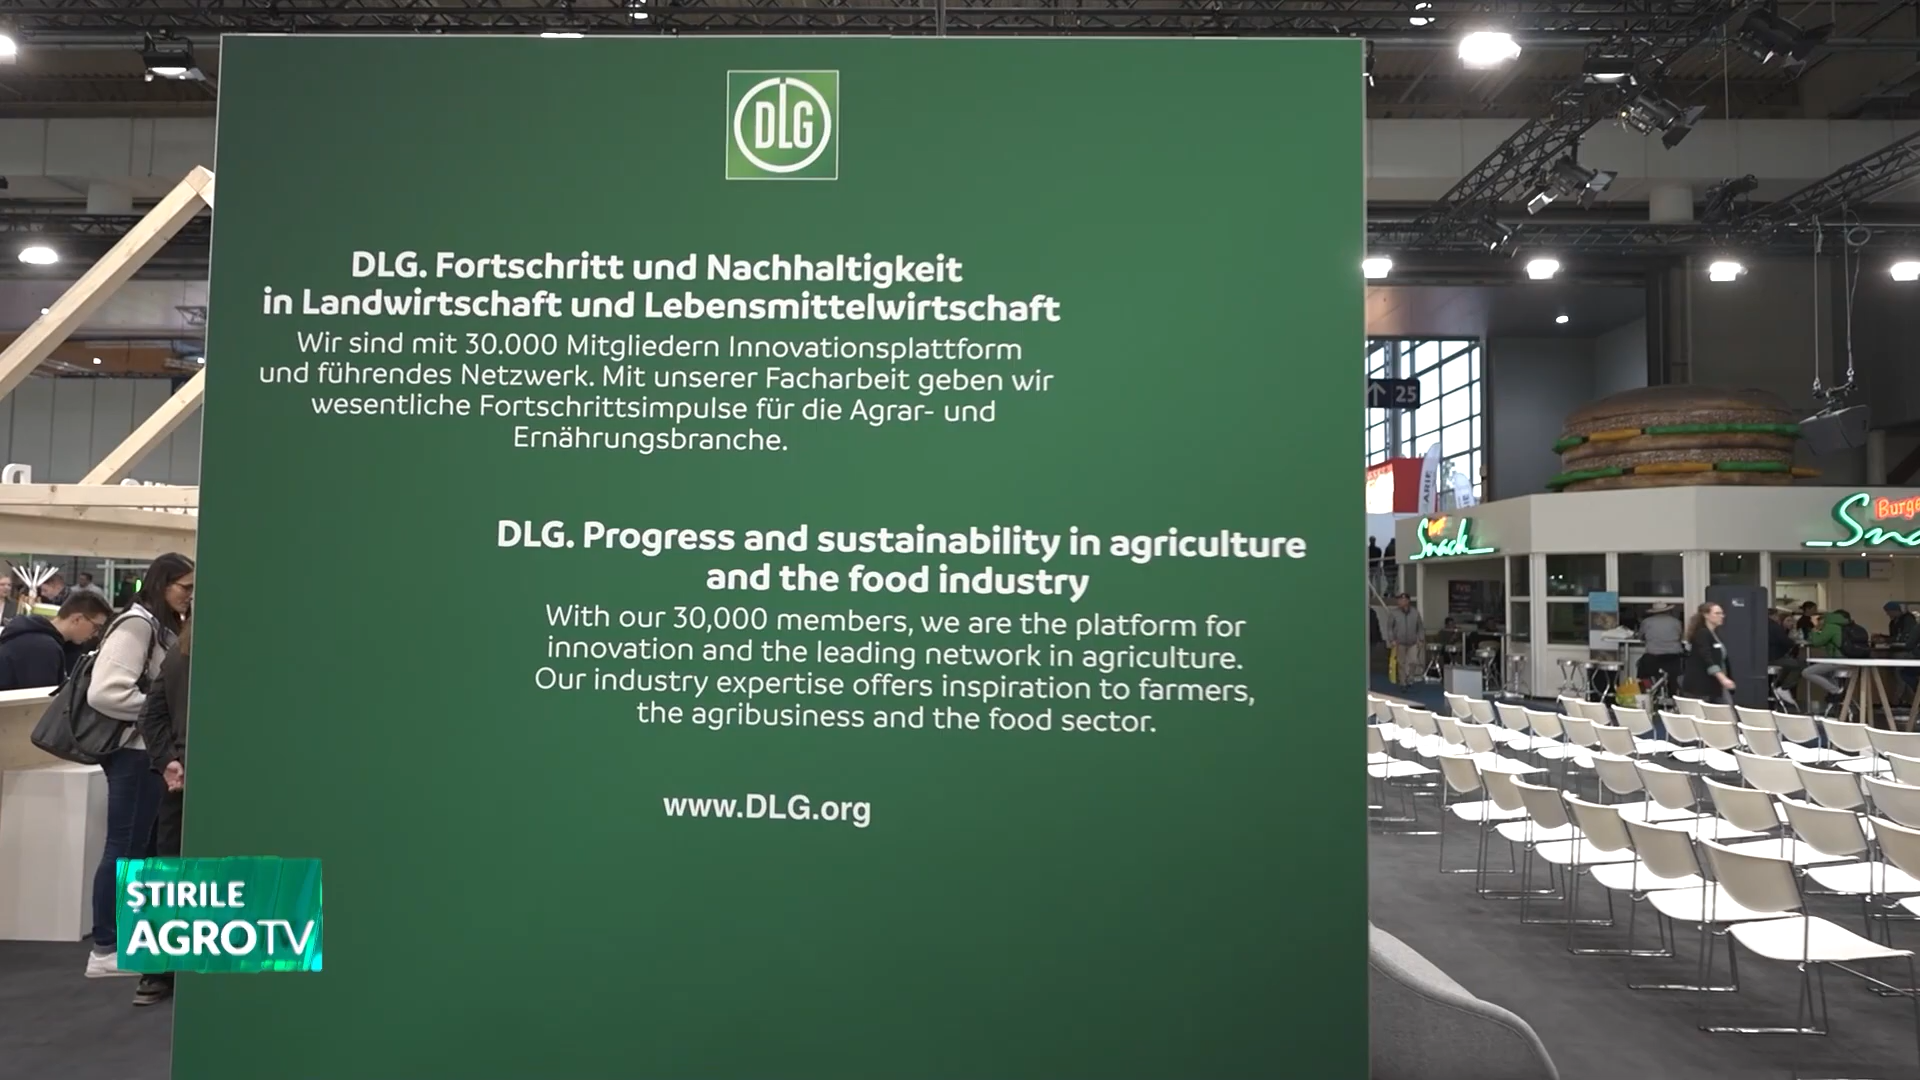 DLG
DLG. Fortschritt und Nachhaltigkeit
in Landwirtschaft und Lebensmittelwirtschaft
Wir sind mit 30.000 Mitgliedern Innovationsplattform
und führendes Netzwerk. Mit unserer Facharbeit geben wir
wesentliche Fortschrittsimpulse für die Agrar- und
Ernährungsbranche.
DLG. Progress and sustainability in agriculture
and the food industry
With our 30,000 members, we are the platform for
innovation and the leading network in agriculture.
Our industry expertise offers inspiration to farmers,
the agribusiness and the food sector.
www.DLG.org
25
Snack
Burge
Sna
ȘTIRILE
AGROTV